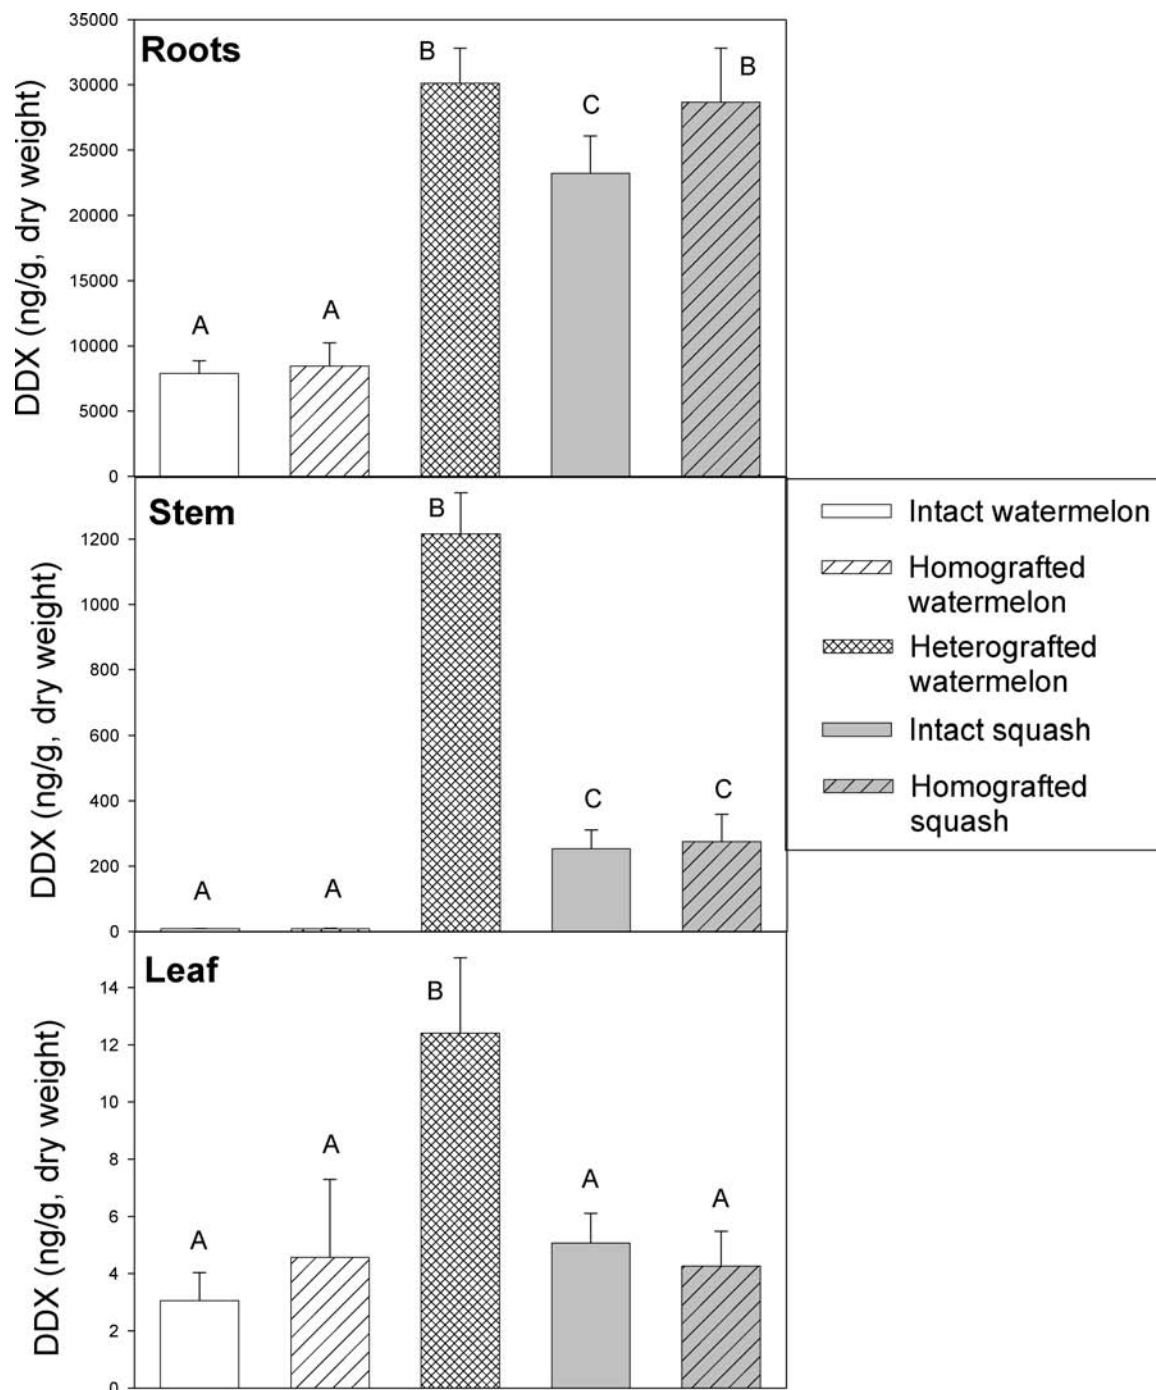 Roots
DDX (ng/g, dry weight)
35000
30000
25000
20000
15000
10000
5000
0
A
A
B
C
B
Stem
DDX (ng/g, dry weight)
1200
1000
800
600
400
200
0
A
A
B
C
C
Leaf
DDX (ng/g, dry weight)
14
12
10
8
6
4
2
0
A
A
B
A
A
Intact watermelon
Homografted
watermelon
Heterografted
watermelon
Intact squash
Homografted
squash